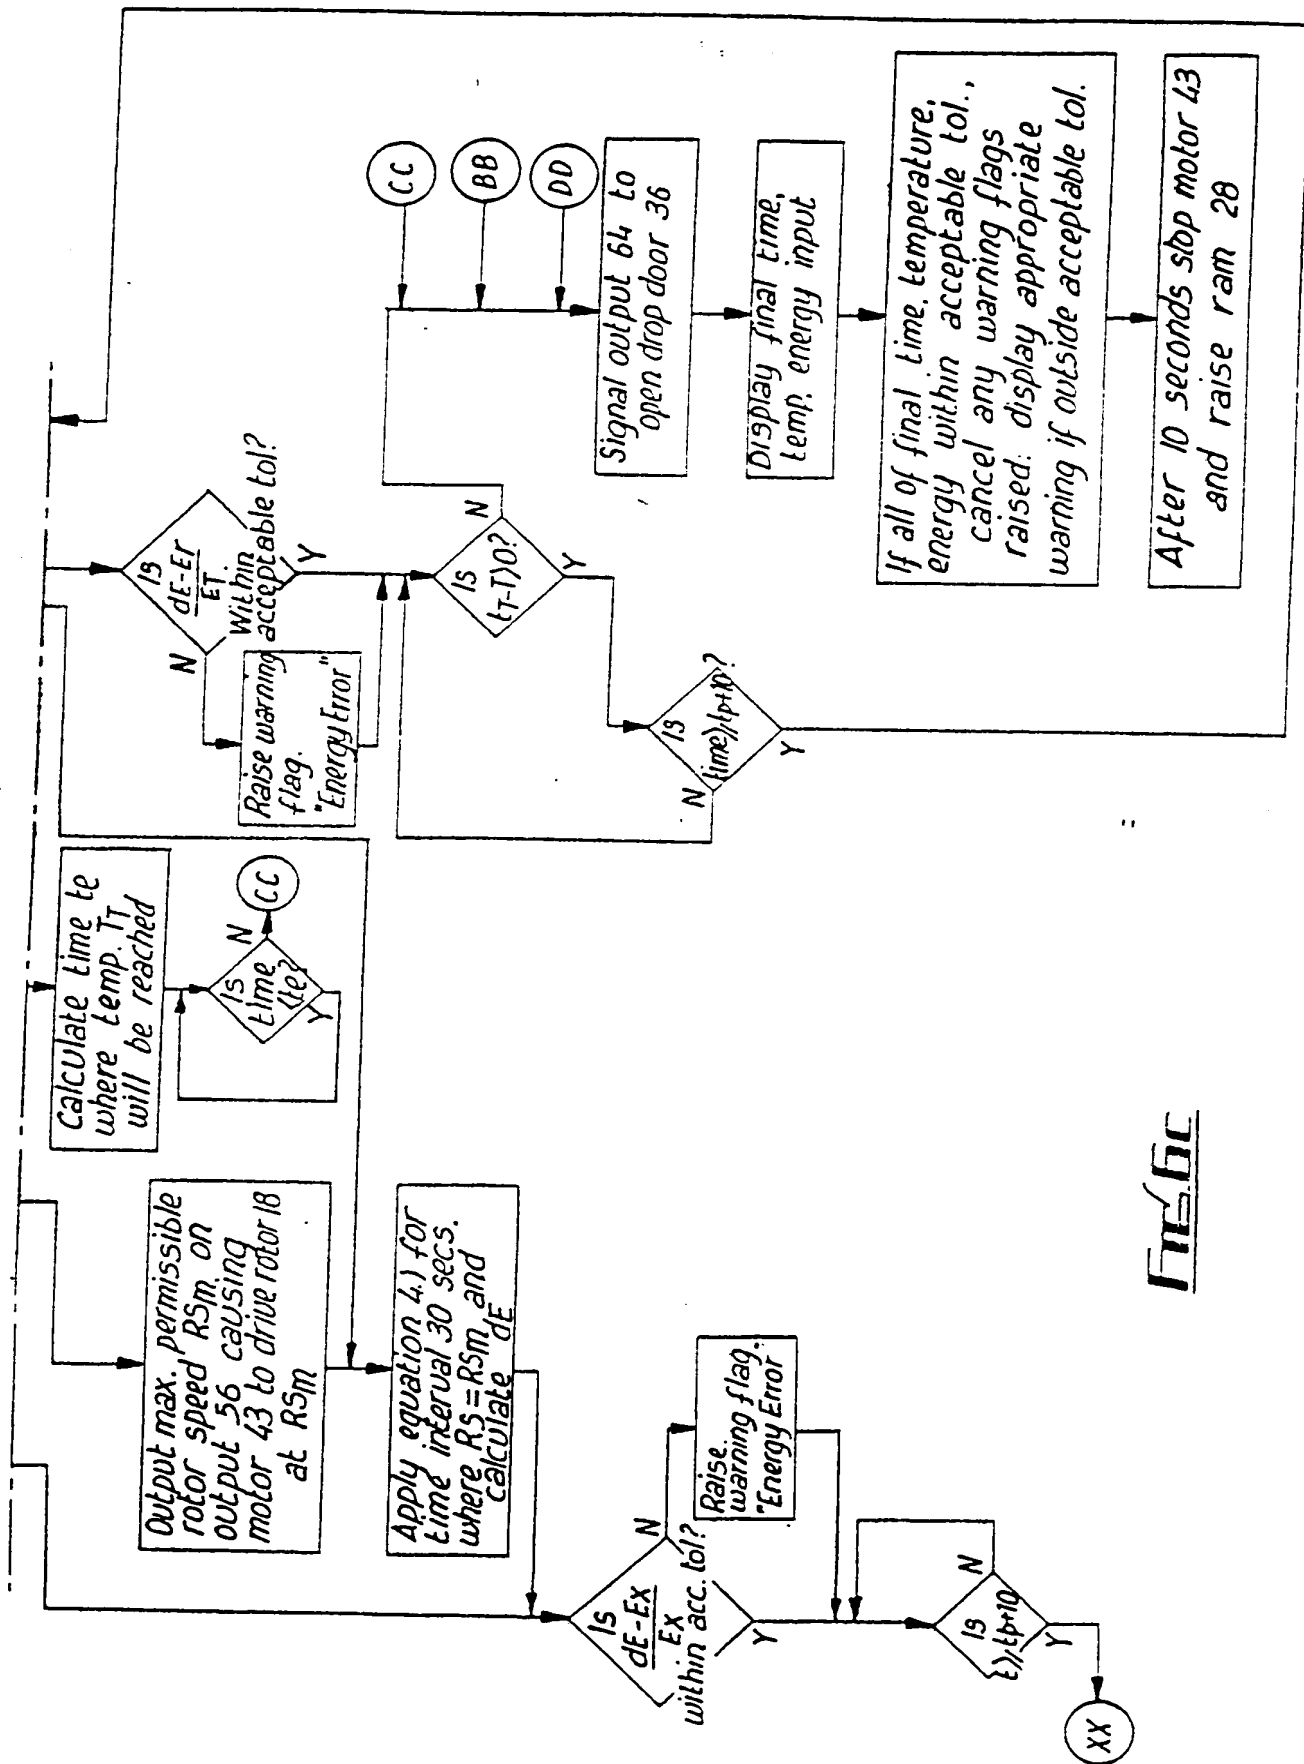 Output max. permissible
rotor speed RSm on
output 56 causing
motor 43 to drive rotor 18
at RSm
Apply equation 4.) for
time interval 30 secs.
where RS=RSm and
calculate dE
Is
dE-EX
EX
within acc. tol?
N
Y
Raise
warning flag.
"Energy Error
Is
t⟩⁄tp+10
N
Y
XX
Calculate time te
where temp. TT
will be reached
Is
time
⟨te?
N
Y
CC
Is
dE-Er
ET.
Within
acceptable tol?
N
Y
Raise warning
flag.
"Energy Error"
Is
tT-T⟩0?
N
Y
Is
time⟩⁄tp+10?
N
Y
CC
BB
DD
Signal output 64 to
open drop door 36
Display final time,
temp. energy input
If all of final time, temperature,
energy within acceptable tol.,
cancel any warning flags
raised: display appropriate
warning if outside acceptable tol.
After 10 seconds stop motor 43
and raise ram 28
FIG.6c